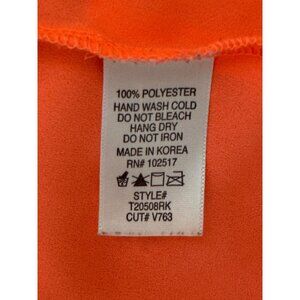 100% POLYESTER
HAND WASH COLD
DO NOT BLEACH
HANG DRY
DO NOT IRON
MADE IN KOREA
RN# 102517
STYLE#
T20508RK
CUT# V763